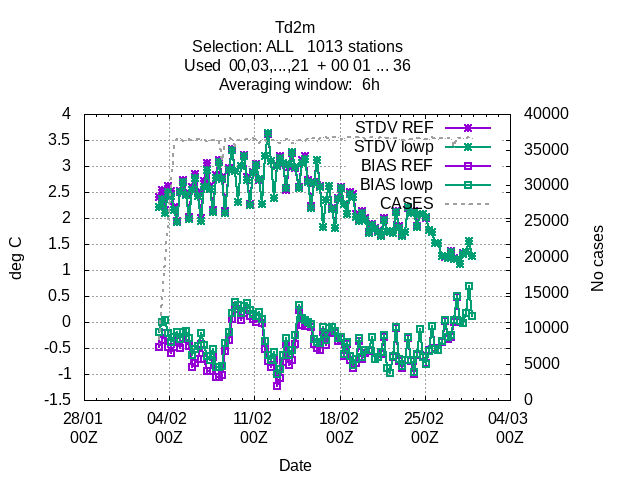 Td2m
Selection: ALL   1013 stations
Used  00,03,...,21  + 00 01 ... 36
Averaging window:  6h
STDV REF
STDV lowp
BIAS REF
BIAS lowp
CASES
4
3.5
3
2.5
2
1.5
1
0.5
0
-0.5
-1
-1.5
40000
35000
30000
25000
20000
15000
10000
5000
0
deg C
No cases
28/01 04/02 11/02 18/02 25/02 04/03
00Z 00Z 00Z 00Z 00Z 00Z
Date